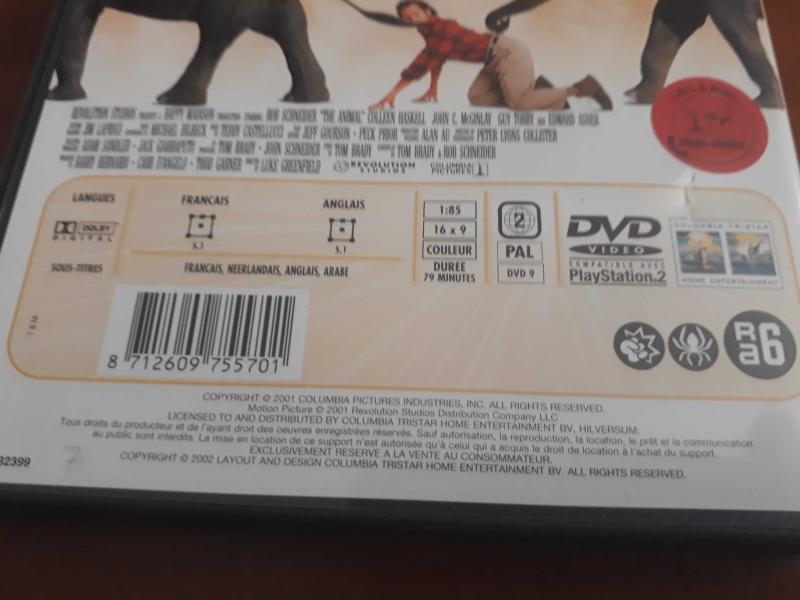 REVOLUTION STUDIOS HAPPY MADISON ROB SCHNEIDER "THE ANIMAL" COLLEEN HASKELL JOHN C. McGINLEY GUY TORRY AND EDWARD ASNER
JIM LAPIDUS MICHAEL DILBECK TEDDY CASTELLUCCI JEFF GOURSON - PECK PRIOR ALAN AU PETER LYONS COLLISTER
ADAM SANDLER JACK GIARRAPUTO TOM BRADY JOHN SCHNEIDER TOM BRADY TOM BRADY & ROB SCHNEIDER
BARRY BERNARDI CARR D'ANGELO TODD GARNER LUKE GREENFIELD REVOLUTION STUDIOS COLUMBIA PICTURES
LANGUES
FRANCAIS
ANGLAIS
DOLBY
DIGITAL
5.1
5.1
SOUS-TITRES
FRANCAIS, NEERLANDAIS, ANGLAIS, ARABE
1:85
16 x 9
COULEUR
DUREE
79 MINUTES
2
PAL
DVD 9
DVD
VIDEO
COMPATIBLE AVEC
PlayStation.2
COLUMBIA TRISTAR
HOME ENTERTAINMENT
8 712609 755701
Ra6
COPYRIGHT © 2001 COLUMBIA PICTURES INDUSTRIES, INC. ALL RIGHTS RESERVED.
Motion Picture © 2001 Revolution Studios Distribution Company LLC
LICENSED TO AND DISTRIBUTED BY COLUMBIA TRISTAR HOME ENTERTAINMENT BV, HILVERSUM.
Tous droits du producteur et de l'ayant droit des oeuvres enregistrées réservés. Sauf autorisation, la reproduction, la location, le prêt et la communication
au public sont interdits. La mise en location de ce support n'est autorisée qu'à celui qui a acquis le droit de location à l'achat du support.
EXCLUSIVEMENT RESERVE A LA VENTE AU CONSOMMATEUR.
COPYRIGHT © 2002 LAYOUT AND DESIGN COLUMBIA TRISTAR HOME ENTERTAINMENT BV. ALL RIGHTS RESERVED.
32399